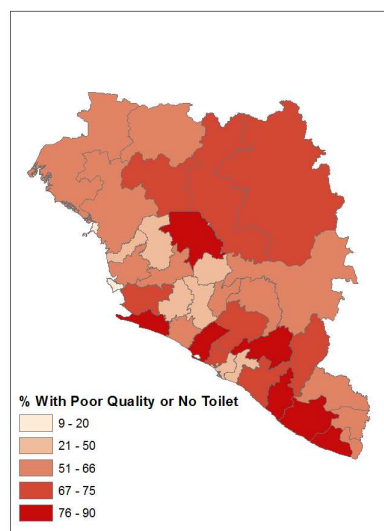 % With Poor Quality or No Toilet
9 - 20
21 - 50
51 - 66
67 - 75
76 - 90